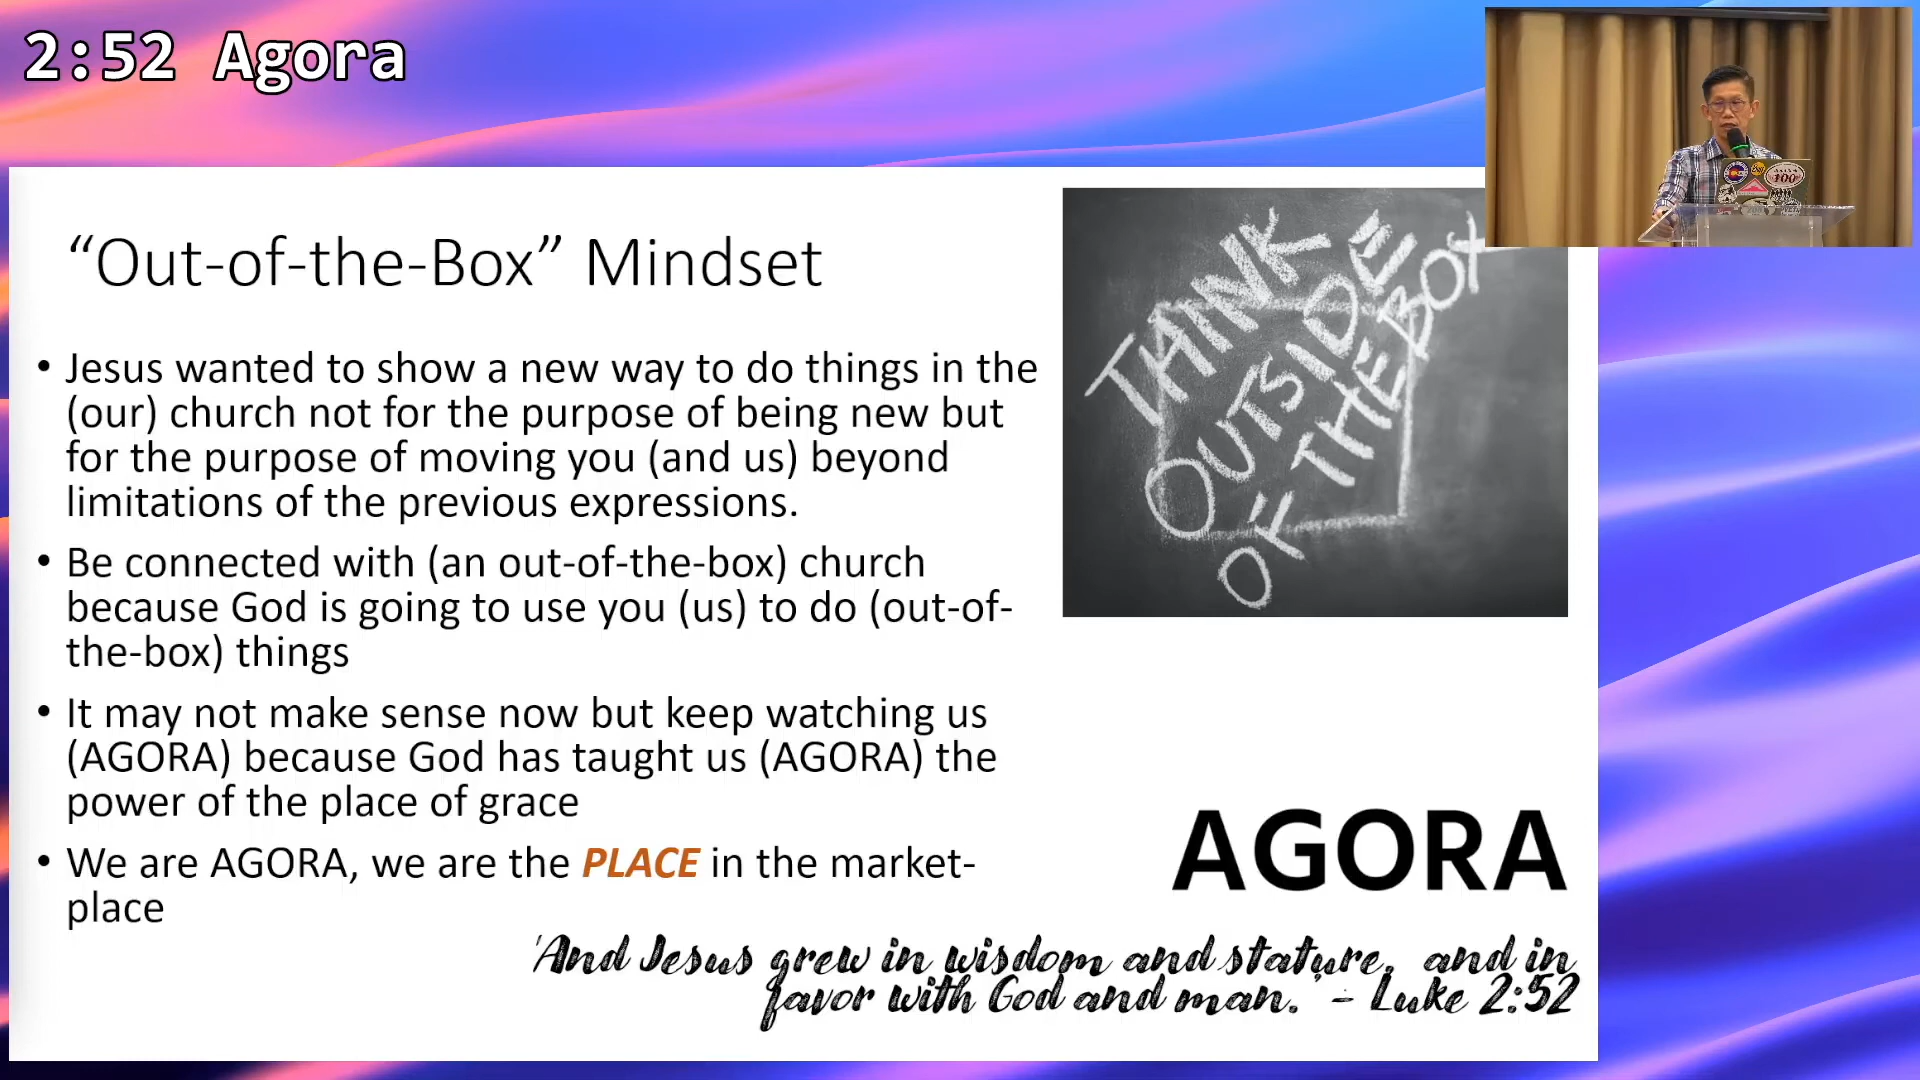 2:52 Agora
“Out-of-the-Box” Mindset
• Jesus wanted to show a new way to do things in the
(our) church not for the purpose of being new but
for the purpose of moving you (and us) beyond
limitations of the previous expressions.
• Be connected with (an out-of-the-box) church
because God is going to use you (us) to do (out-of-
the-box) things
• It may not make sense now but keep watching us
(AGORA) because God has taught us (AGORA) the
power of the place of grace
• We are AGORA, we are the PLACE in the market-
place
THINK
OUTSIDE
OF THE BOX
100
AGORA
'And Jesus grew in wisdom and stature, and in
favor with God and man.' - Luke 2:52